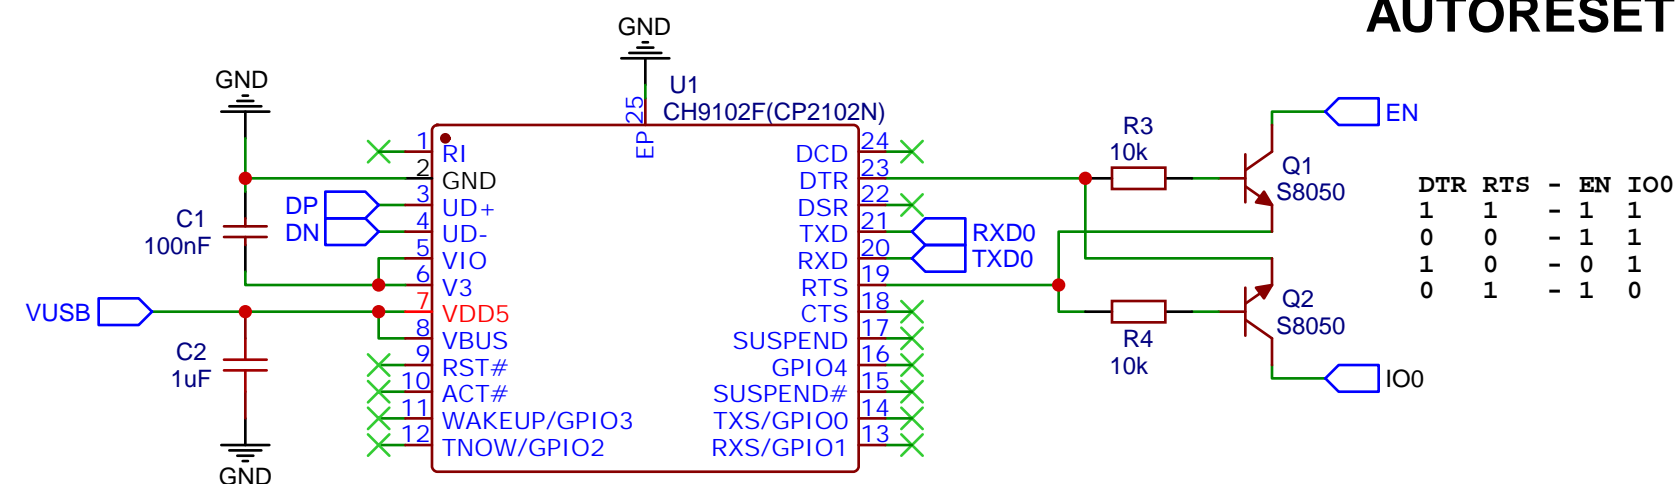 AUTORESET
GND
GND
U1
CH9102F(CP2102N)
25
EP
1 RI
2 GND
3 UD+
4 UD-
5 VIO
6 V3
7 VDD5
8 VBUS
9 RST#
10 ACT#
11 WAKEUP/GPIO3
12 TNOW/GPIO2
DCD 24
DTR 23
DSR 22
TXD 21
RXD 20
RTS 19
CTS 18
SUSPEND 17
GPIO4 16
SUSPEND# 15
TXS/GPIO0 14
RXS/GPIO1 13
DP
DN
C1
100nF
VUSB
C2
1uF
GND
RXD0
TXD0
R3
10k
Q1
S8050
EN
R4
10k
Q2
S8050
IO0
DTR RTS - EN IO0
1 1 - 1 1
0 0 - 1 1
1 0 - 0 1
0 1 - 1 0